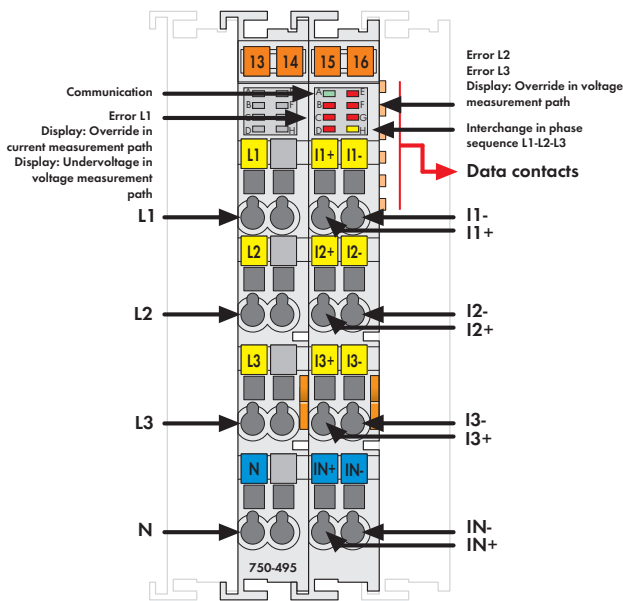 13 14 15 16
Communication
Error L1
Display: Override in
current measurement path
Display: Undervoltage in
voltage measurement
path
Error L2
Error L3
Display: Override in voltage
measurement path
Interchange in phase
sequence L1-L2-L3
Data contacts
A E
B F
C G
D H
L1 I1+ I1-
L1
I1-
I1+
L2 I2+ I2-
L2
I2-
I2+
L3 I3+ I3-
L3
I3-
I3+
N IN+ IN-
N
IN-
IN+
750-495